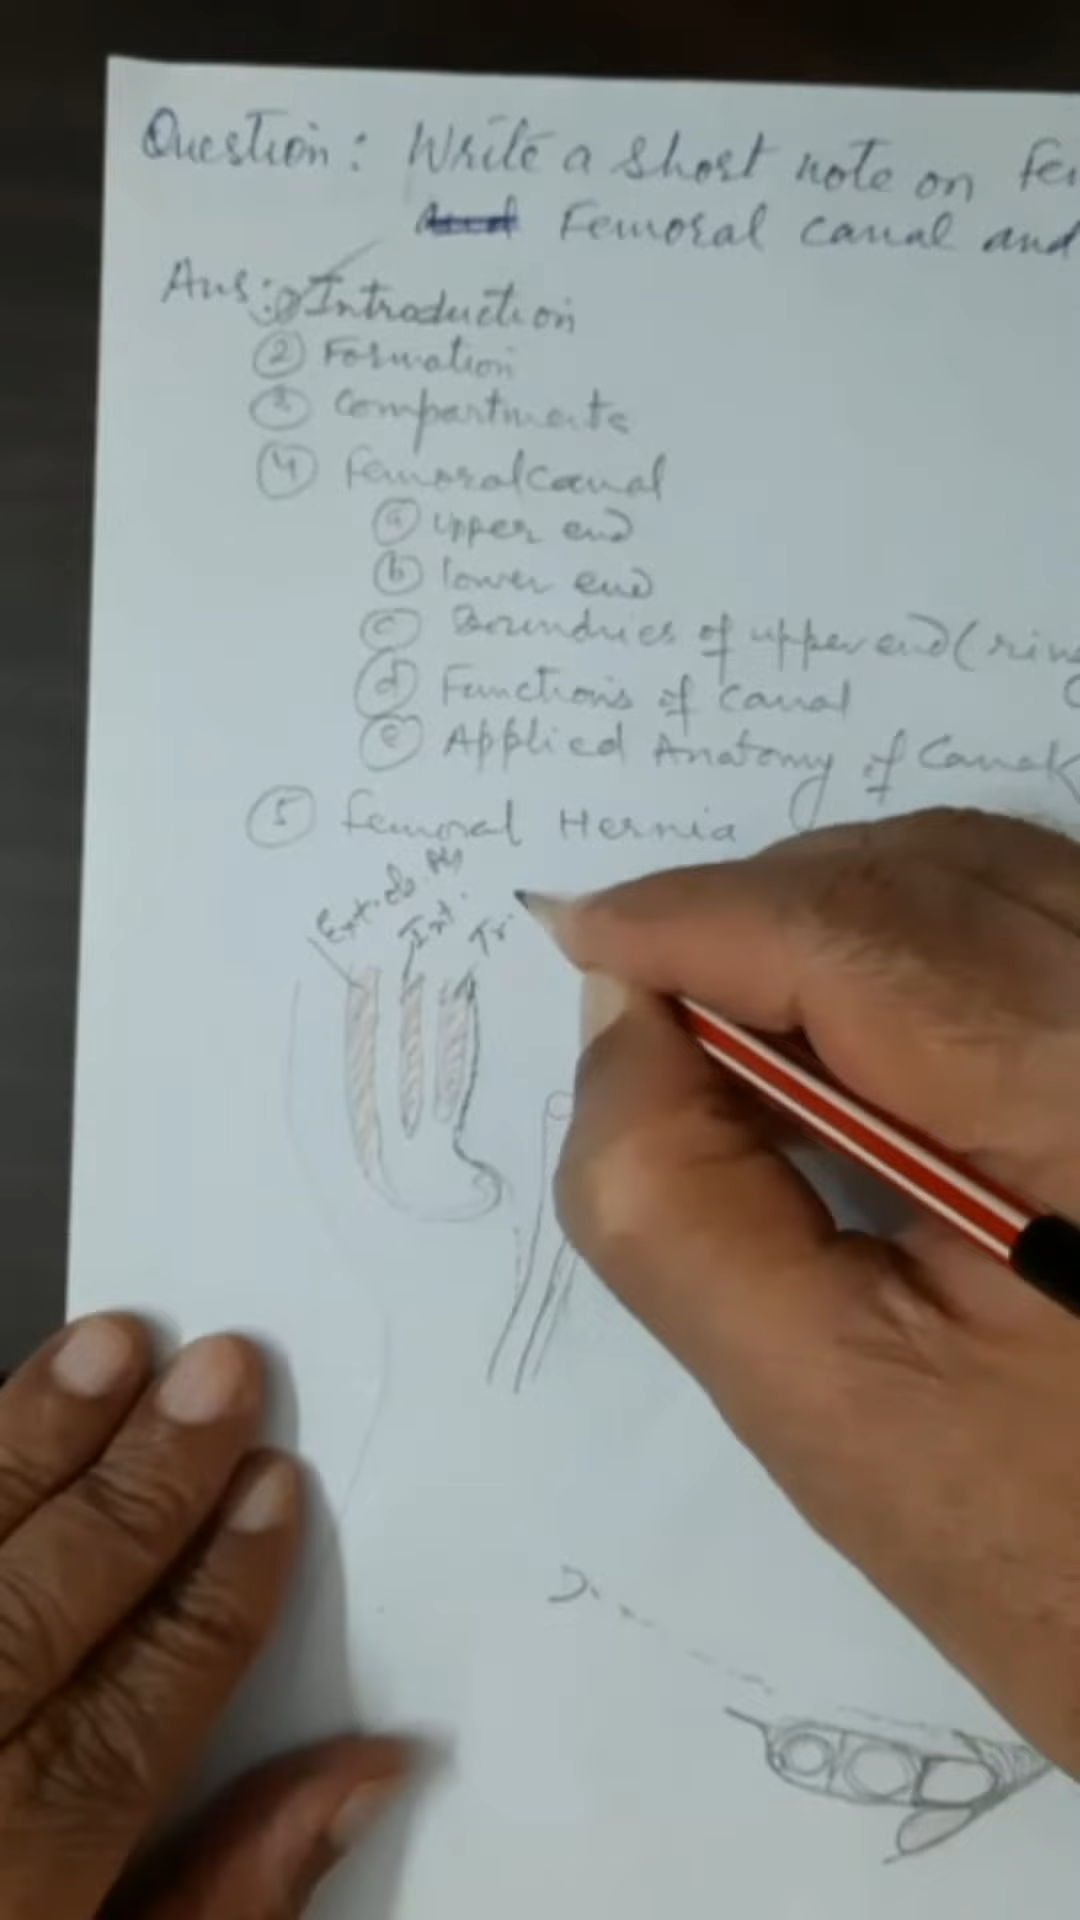 Question: Write a short note on Fe
Femoral canal and
Ans: ① Introduction
② Formation
③ Compartments
④ Femoral Canal
ⓐ upper end
ⓑ lower end
ⓒ Boundries of upper end (ring
ⓓ Functions of Canal
ⓔ Applied Anatomy of Canal
⑤ Femoral Hernia
Ext.
Int.
Tr.